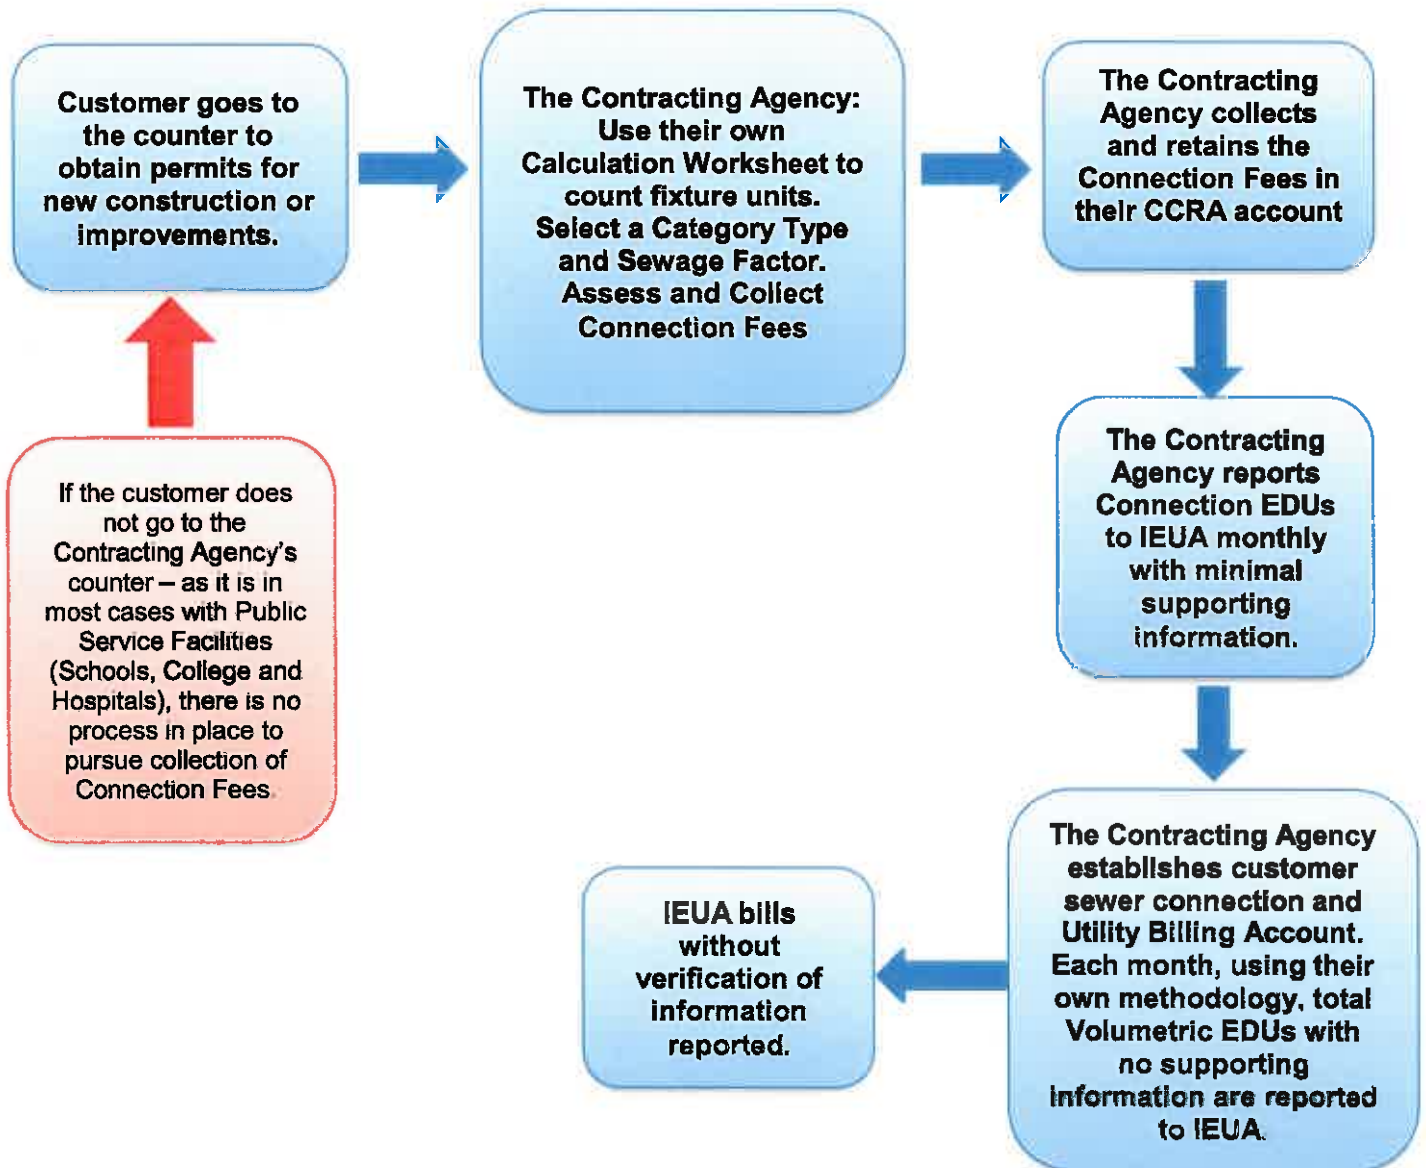 Customer goes to
the counter to
obtain permits for
new construction or
improvements.
The Contracting Agency:
Use their own
Calculation Worksheet to
count fixture units.
Select a Category Type
and Sewage Factor.
Assess and Collect
Connection Fees
The Contracting
Agency collects
and retains the
Connection Fees in
their CCRA account
The Contracting
Agency reports
Connection EDUs
to IEUA monthly
with minimal
supporting
information.
The Contracting Agency
establishes customer
sewer connection and
Utility Billing Account.
Each month, using their
own methodology, total
Volumetric EDUs with
no supporting
information are reported
to IEUA.
IEUA bills
without
verification of
information
reported.
If the customer does
not go to the
Contracting Agency's
counter – as it is in
most cases with Public
Service Facilities
(Schools, College and
Hospitals), there is no
process in place to
pursue collection of
Connection Fees.